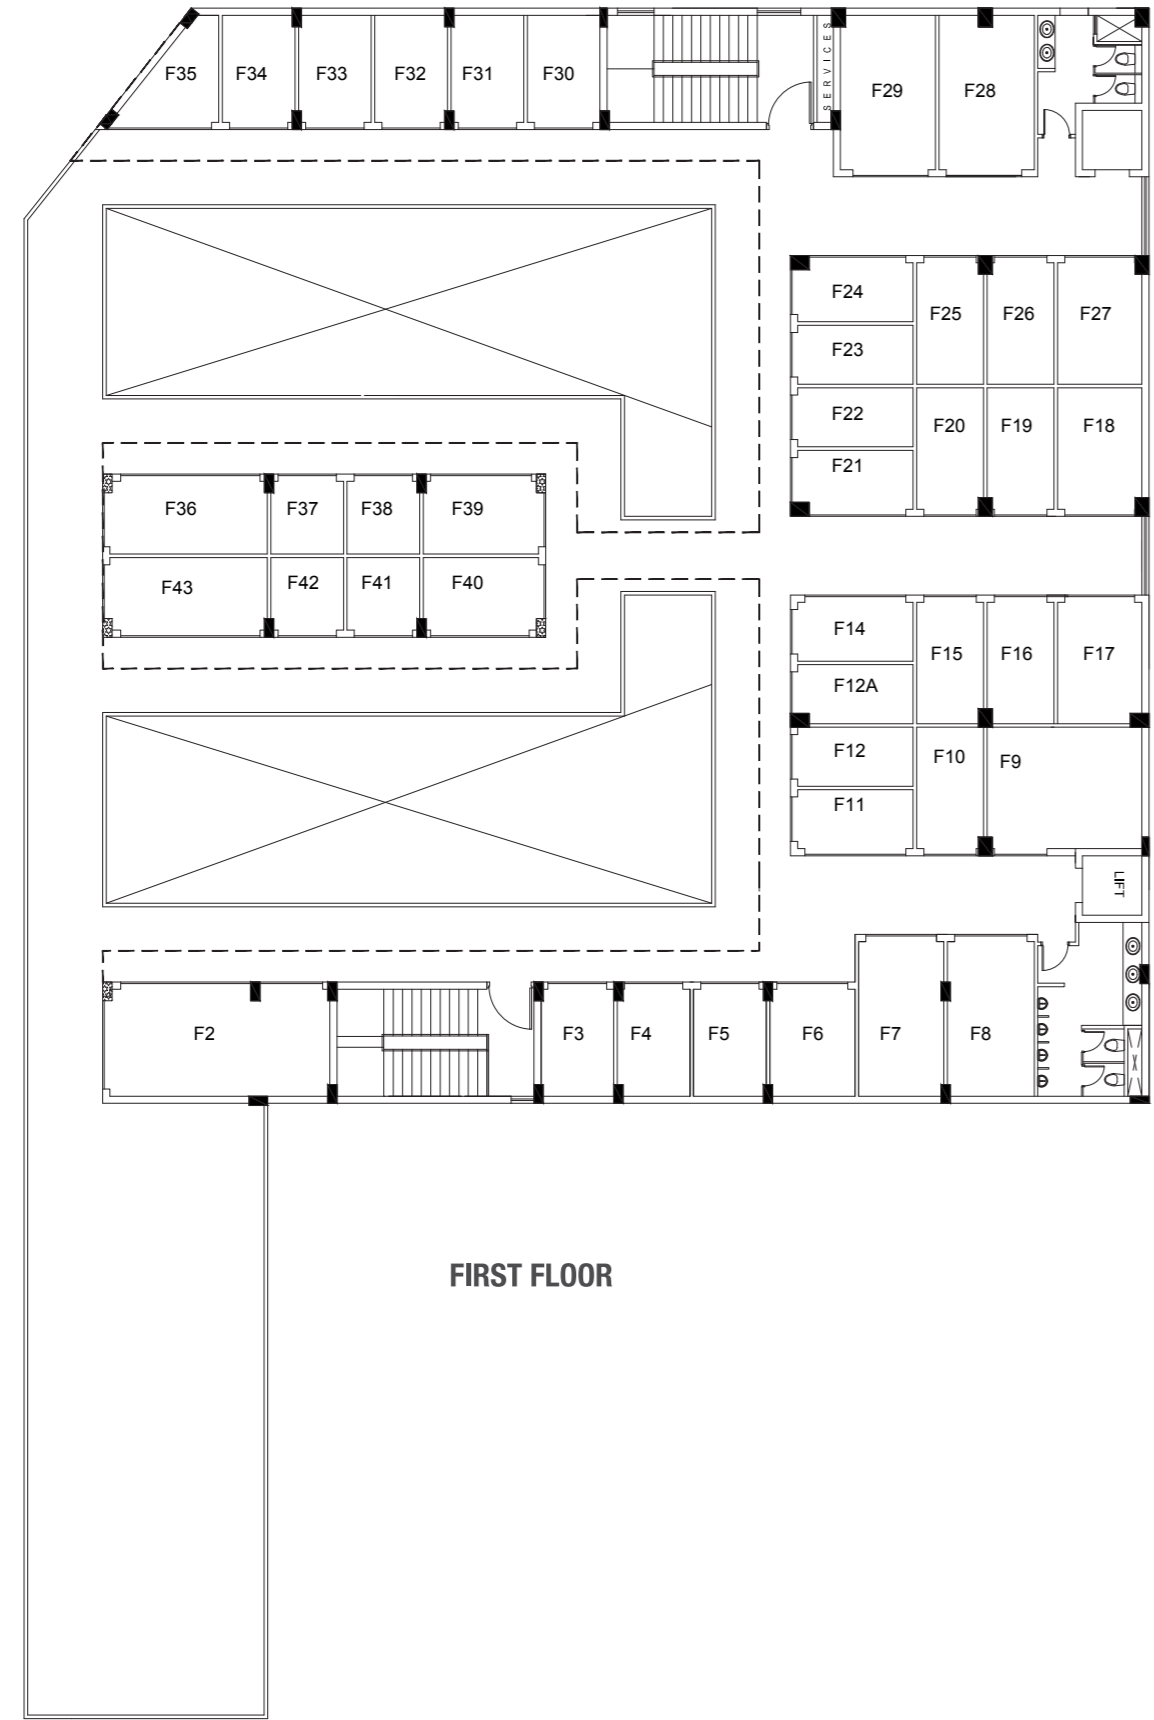 F35 F34 F33 F32 F31 F30
SERVICES
F29 F28
F24
F23
F22
F21
F25 F26 F27
F20 F19 F18
F36 F37 F38 F39
F43 F42 F41 F40
F14
F12A
F12
F11
F15 F16 F17
F10 F9
LIFT
F2 F3 F4 F5 F6 F7 F8
FIRST FLOOR